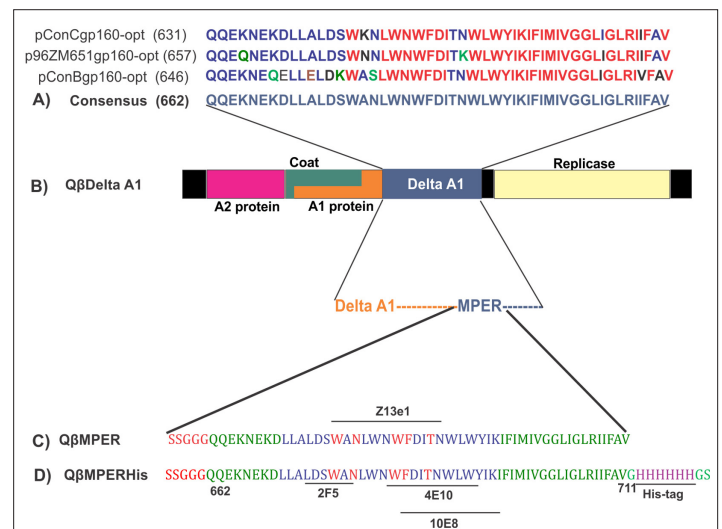 pConCgp160-opt (631) QQEKNEKDLLALDSWKNLWNWFDITNWLWYIKIFIMIVGGLIGLRIIFAV
p96ZM651gp160-opt (657) QQEQNEKDLLALDSWNNLWNWFDITKWLWYIKIFIMIVGGLIGLRIIFAV
pConBgp160-opt (646) QQEKNEQELLELDKWASLWNWFDITNWLWYIKIFIMIVGGLIGLRIVFAV
A) Consensus (662) QQEKNEKDLLALDSWANLWNWFDITNWLWYIKIFIMIVGGLIGLRIIFAV
Coat
Replicase
B) QβDelta A1
Delta A1
A2 protein
A1 protein
Delta A1----------MPER-------
Z13e1
C) QβMPER SSGGGQQEKNEKDLLALDSWANLWNWFDITNWLWYIKIFIMIVGGLIGLRIIFAV
D) QβMPERHis SSGGGQQEKNEKDLLALDSWANLWNWFDITNWLWYIKIFIMIVGGLIGLRIIFAVGHHHHHHGS
662
2F5
4E10
711
His-tag
10E8